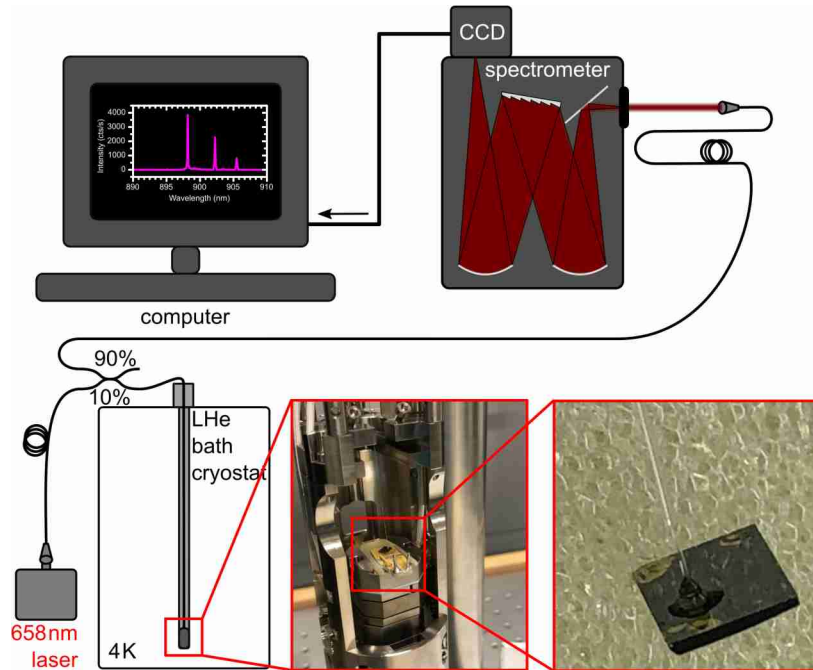 CCD
spectrometer
4000
3000
2000
1000
0
Intensity (cts/s)
890 895 900 905 910
Wavelength (nm)
computer
90%
10%
LHe
bath
cryostat
658nm
laser
4K